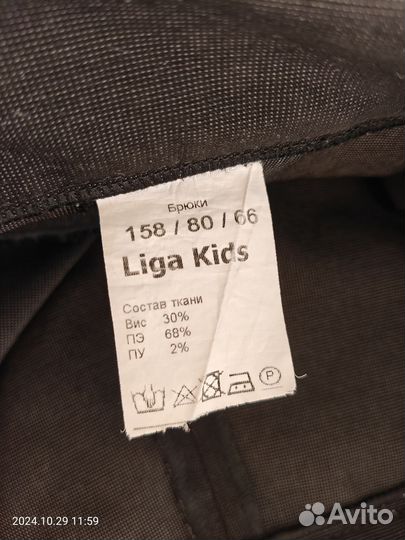 Брюки
158 / 80 / 66
Liga Kids
Состав ткани
Вис 30%
ПЭ 68%
ПУ 2%
P
2024.10.29 11:59
Avito